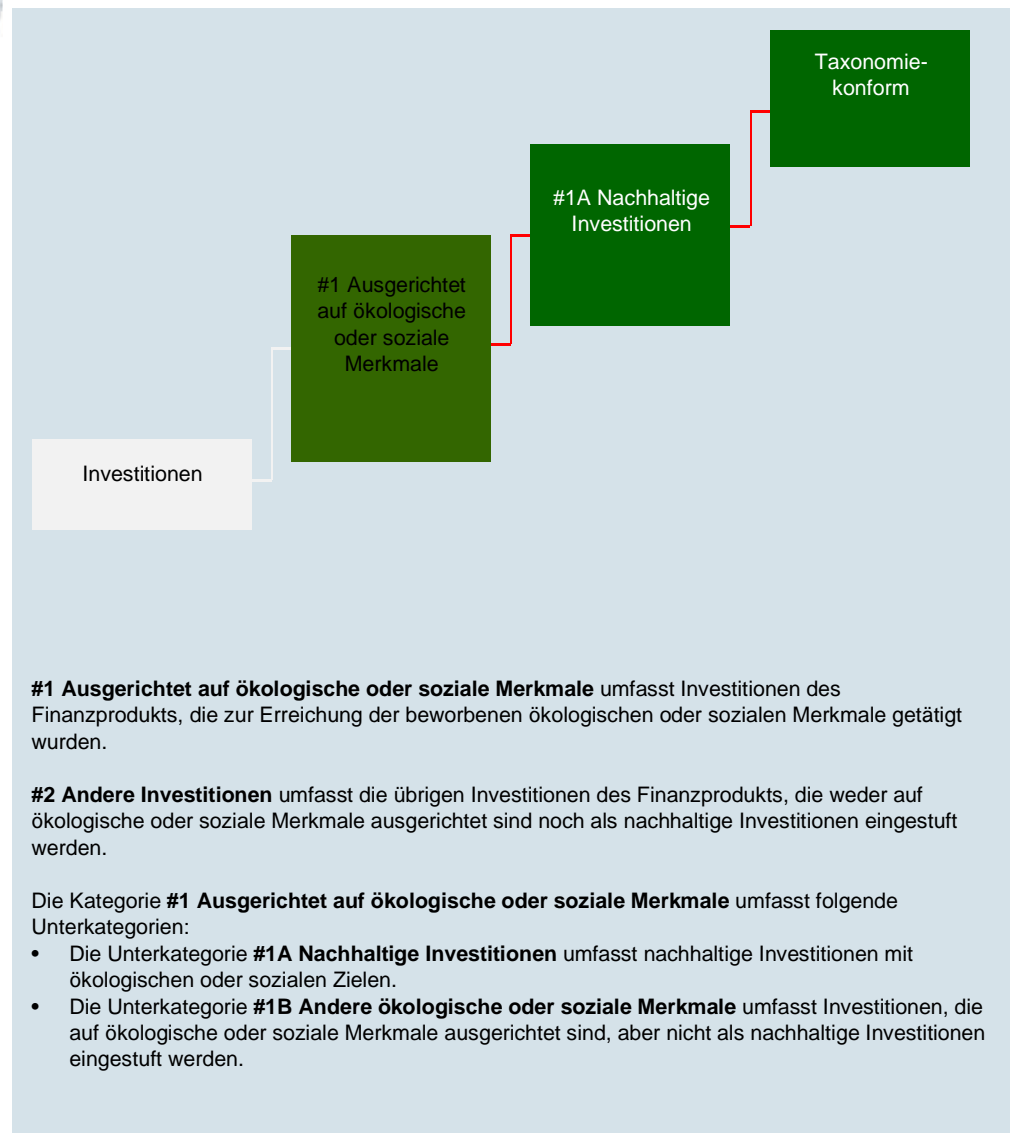 Taxonomie-
konform
#1A Nachhaltige
Investitionen
#1 Ausgerichtet
auf ökologische
oder soziale
Merkmale
Investitionen
#1 Ausgerichtet auf ökologische oder soziale Merkmale umfasst Investitionen des
Finanzprodukts, die zur Erreichung der beworbenen ökologischen oder sozialen Merkmale getätigt
wurden.
#2 Andere Investitionen umfasst die übrigen Investitionen des Finanzprodukts, die weder auf
ökologische oder soziale Merkmale ausgerichtet sind noch als nachhaltige Investitionen eingestuft
werden.
Die Kategorie #1 Ausgerichtet auf ökologische oder soziale Merkmale umfasst folgende
Unterkategorien:
• Die Unterkategorie #1A Nachhaltige Investitionen umfasst nachhaltige Investitionen mit
ökologischen oder sozialen Zielen.
• Die Unterkategorie #1B Andere ökologische oder soziale Merkmale umfasst Investitionen, die
auf ökologische oder soziale Merkmale ausgerichtet sind, aber nicht als nachhaltige Investitionen
eingestuft werden.